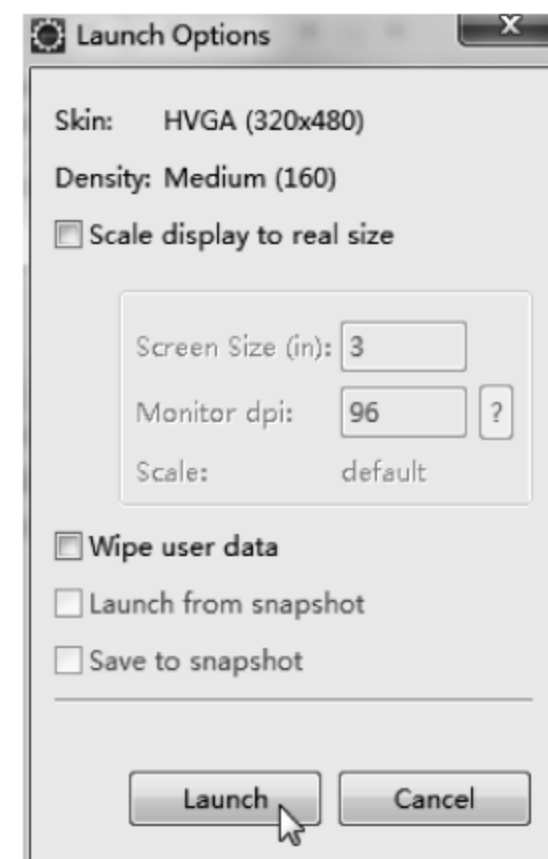 Launch Options
x
Skin: HVGA (320x480)
Density: Medium (160)
Scale display to real size
Screen Size (in): 3
Monitor dpi: 96 ?
Scale: default
Wipe user data
Launch from snapshot
Save to snapshot
Launch Cancel